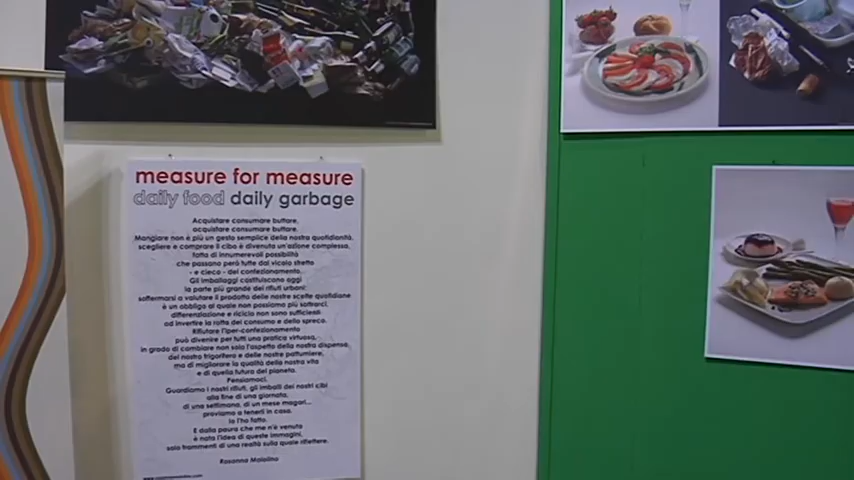 measure for measure
daily food daily garbage
Acquistare consumare buttare,
acquistare consumare buttare.
Mangiare non è più un gesto semplice della nostra quotidianità,
scegliere e comprare il cibo è divenuta un'azione complessa,
fatta di innumerevoli possibilità
che passano però tutte dal vicolo stretto
- e cieco - del confezionamento.
Gli imballaggi costituiscono oggi
la parte più grande dei rifiuti urbani:
soffermarsi a valutare il prodotto delle nostre scelte quotidiane
è un obbligo al quale non possiamo più sottrarci,
differenziazione e riciclo non sono sufficienti
ad invertire la rotta del consumo e dello spreco.
Rifiutare l'iper-confezionamento
può divenire per tutti una pratica virtuosa,
in grado di cambiare non solo l'aspetto della nostra dispensa,
del nostro frigorifero e delle nostre pattumiere,
ma di migliorare la qualità della nostra vita
e di quella futura del pianeta.
Pensiamoci.
Guardiamo i nostri rifiuti, gli imballi dei nostri cibi
alla fine di una giornata,
di una settimana, di un mese magari...
proviamo a tenerli in casa.
Io l'ho fatto.
E dalla paura che me n'è venuta
è nata l'idea di queste immagini,
solo frammenti di una realtà sulla quale riflettere.
Rosanna